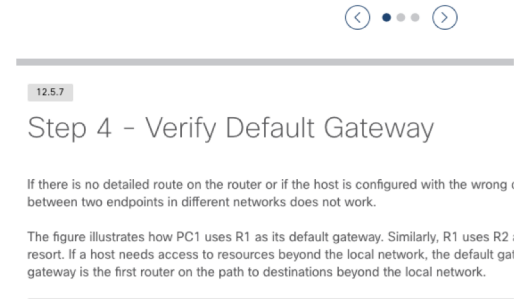 12.5.7
Step 4 - Verify Default Gateway
If there is no detailed route on the router or if the host is configured with the wrong
between two endpoints in different networks does not work.
The figure illustrates how PC1 uses R1 as its default gateway. Similarly, R1 uses R2
resort. If a host needs access to resources beyond the local network, the default
gateway is the first router on the path to destinations beyond the local network.